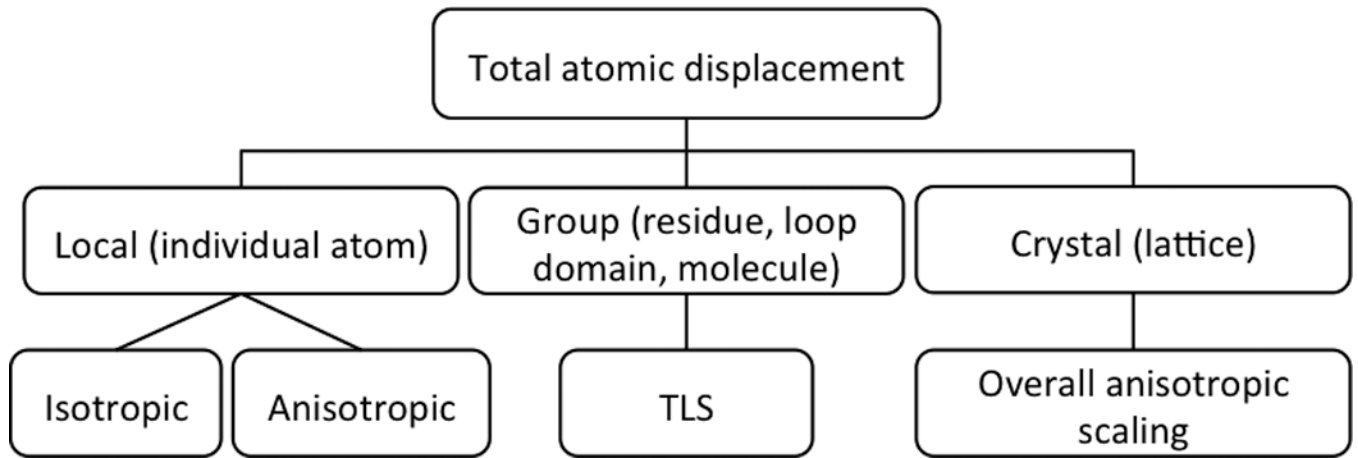 Total atomic displacement
Local (individual atom)
Group (residue, loop
domain, molecule)
Crystal (lattice)
Isotropic
Anisotropic
TLS
Overall anisotropic
scaling